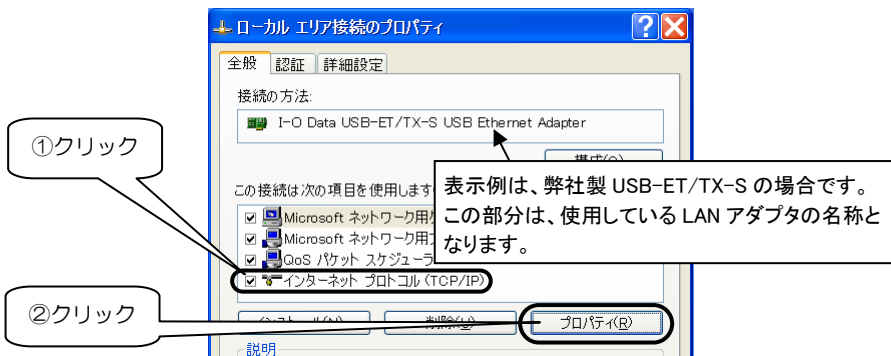 ローカル エリア接続のプロパティ
全般 認証 詳細設定
接続の方法:
I-O Data USB-ET/TX-S USB Ethernet Adapter
①クリック
表示例は、弊社製 USB-ET/TX-S の場合です。
この部分は、使用している LAN アダプタの名称と
なります。
この接続は次の項目を使用します
Microsoft ネットワーク用
Microsoft ネットワーク用
QoS パケット スケジューラ
インターネット プロトコル (TCP/IP)
②クリック
プロパティ(R)
説明